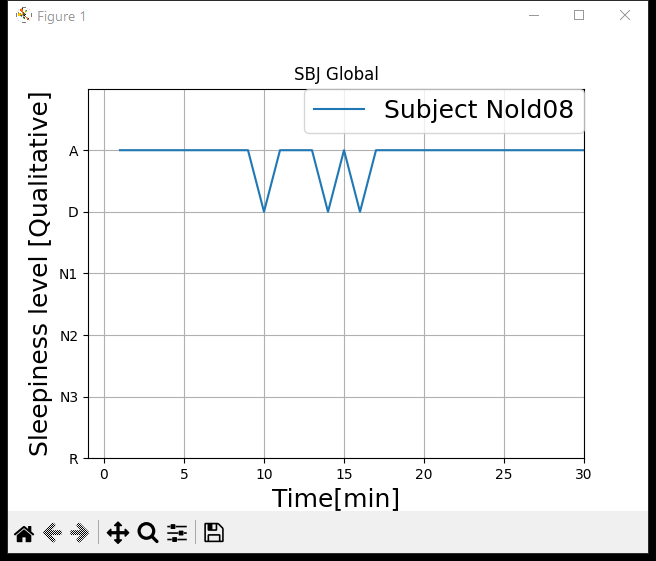 Figure 1
SBJ Global
Subject Nold08
Sleepiness level [Qualitative]
A
D
N1
N2
N3
R
0 5 10 15 20 25 30
Time[min]